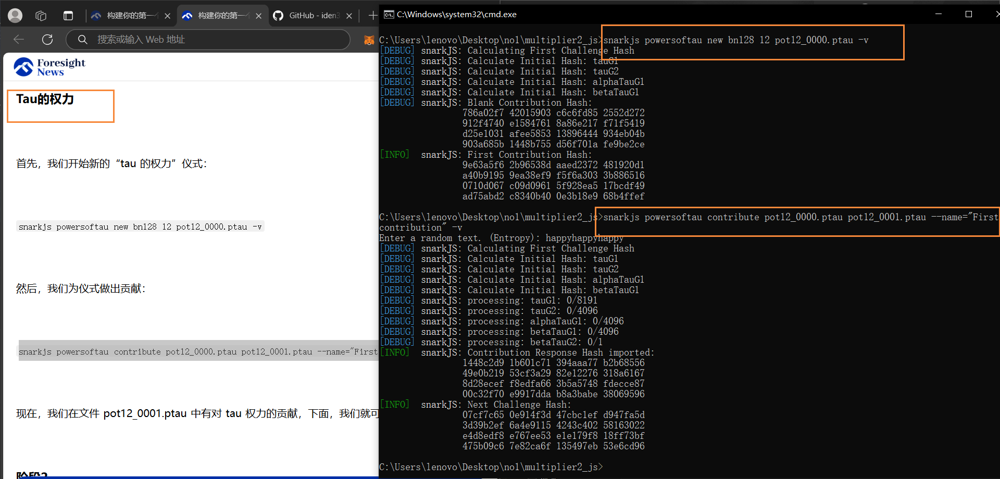 构建你的第一个
构建你的第一个
GitHub - iden3
搜索或输入 Web 地址
Foresight
News
Tau的权力
首先，我们开始新的“tau 的权力”仪式：
snarkjs powersoftau new bn128 12 pot12_0000.ptau -v
然后，我们为仪式做出贡献：
snarkjs powersoftau contribute pot12_0000.ptau pot12_0001.ptau --name="First
现在，我们在文件 pot12_0001.ptau 中有对 tau 权力的贡献，下面，我们就可
阶段2
C:\Windows\system32\cmd.exe
C:\Users\lenovo\Desktop\no1\multiplier2_js>snarkjs powersoftau new bn128 12 pot12_0000.ptau -v
[DEBUG] snarkJS: Calculating First Challenge Hash
[DEBUG] snarkJS: Calculate Initial Hash: tauG1
[DEBUG] snarkJS: Calculate Initial Hash: tauG2
[DEBUG] snarkJS: Calculate Initial Hash: alphaTauG1
[DEBUG] snarkJS: Calculate Initial Hash: betaTauG1
[DEBUG] snarkJS: Blank Contribution Hash:
786a02f7 42015903 c6c6fd85 2552d272
912f4740 e1584761 8a86e217 f71f5419
d25e1031 afee5853 13896444 934eb04b
903a685b 1448b755 d56f701a fe9be2ce
[INFO] snarkJS: First Contribution Hash:
9e63a5f6 2b96538d aaed2372 481920d1
a40b9195 9ea38ef9 f5f6a303 3b886516
0710d067 c09d0961 5f928ea5 17bcdf49
ad75abd2 c8340b40 0e3b18e9 68b4ffef
C:\Users\lenovo\Desktop\no1\multiplier2_js>snarkjs powersoftau contribute pot12_0000.ptau pot12_0001.ptau --name="First
contribution" -v
Enter a random text. (Entropy): happyhappyhappy
[DEBUG] snarkJS: Calculating First Challenge Hash
[DEBUG] snarkJS: Calculate Initial Hash: tauG1
[DEBUG] snarkJS: Calculate Initial Hash: tauG2
[DEBUG] snarkJS: Calculate Initial Hash: alphaTauG1
[DEBUG] snarkJS: Calculate Initial Hash: betaTauG1
[DEBUG] snarkJS: processing: tauG1: 0/8191
[DEBUG] snarkJS: processing: tauG2: 0/4096
[DEBUG] snarkJS: processing: alphaTauG1: 0/4096
[DEBUG] snarkJS: processing: betaTauG1: 0/4096
[DEBUG] snarkJS: processing: betaTauG2: 0/1
[INFO] snarkJS: Contribution Response Hash imported:
1448c2d9 1b601c71 394aaa77 b2b68556
49e0b219 53cf3a29 82e12276 318a6167
8d28ecef f8edfa66 3b5a5748 fdecce87
00c32f70 e9917dda b8a3babe 38069596
[INFO] snarkJS: Next Challenge Hash:
07cf7c65 0e914f3d 47cbc1ef d947fa5d
3d39b2ef 6a4e9115 4243c402 58163022
e4d8edf8 e767ee53 e1e179f8 18ff73bf
475b09c6 7e82ca6f 135497eb 53e6cd96
C:\Users\lenovo\Desktop\no1\multiplier2_js>